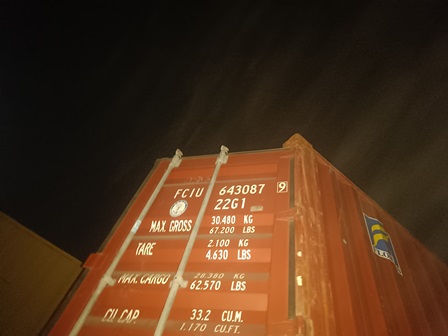 FCIU 643087 9
22G1
MAX. GROSS 30.480 KG
67.200 LBS
TARE 2.100 KG
4.630 LBS
MAX. CARGO 28.380 KG
62.570 LBS
CU. CAP. 33.2 CU.M.
1.170 CU.FT.